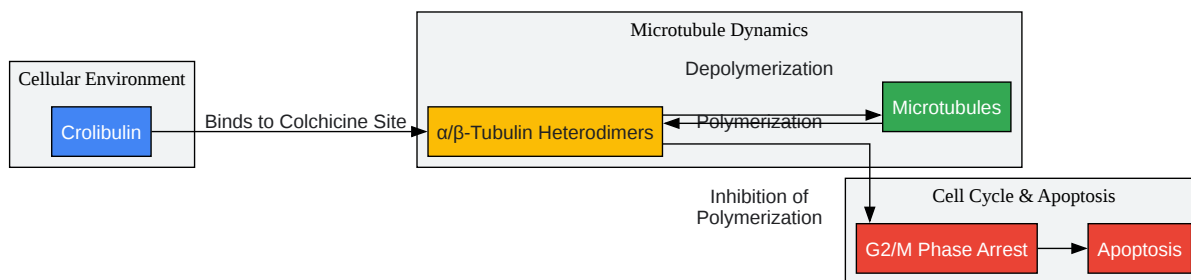 Microtubule Dynamics
Cellular Environment
Depolymerization
Crolibulin
Binds to Colchicine Site
α/β-Tubulin Heterodimers
Polymerization
Microtubules
Inhibition of
Polymerization
Cell Cycle & Apoptosis
G2/M Phase Arrest
Apoptosis